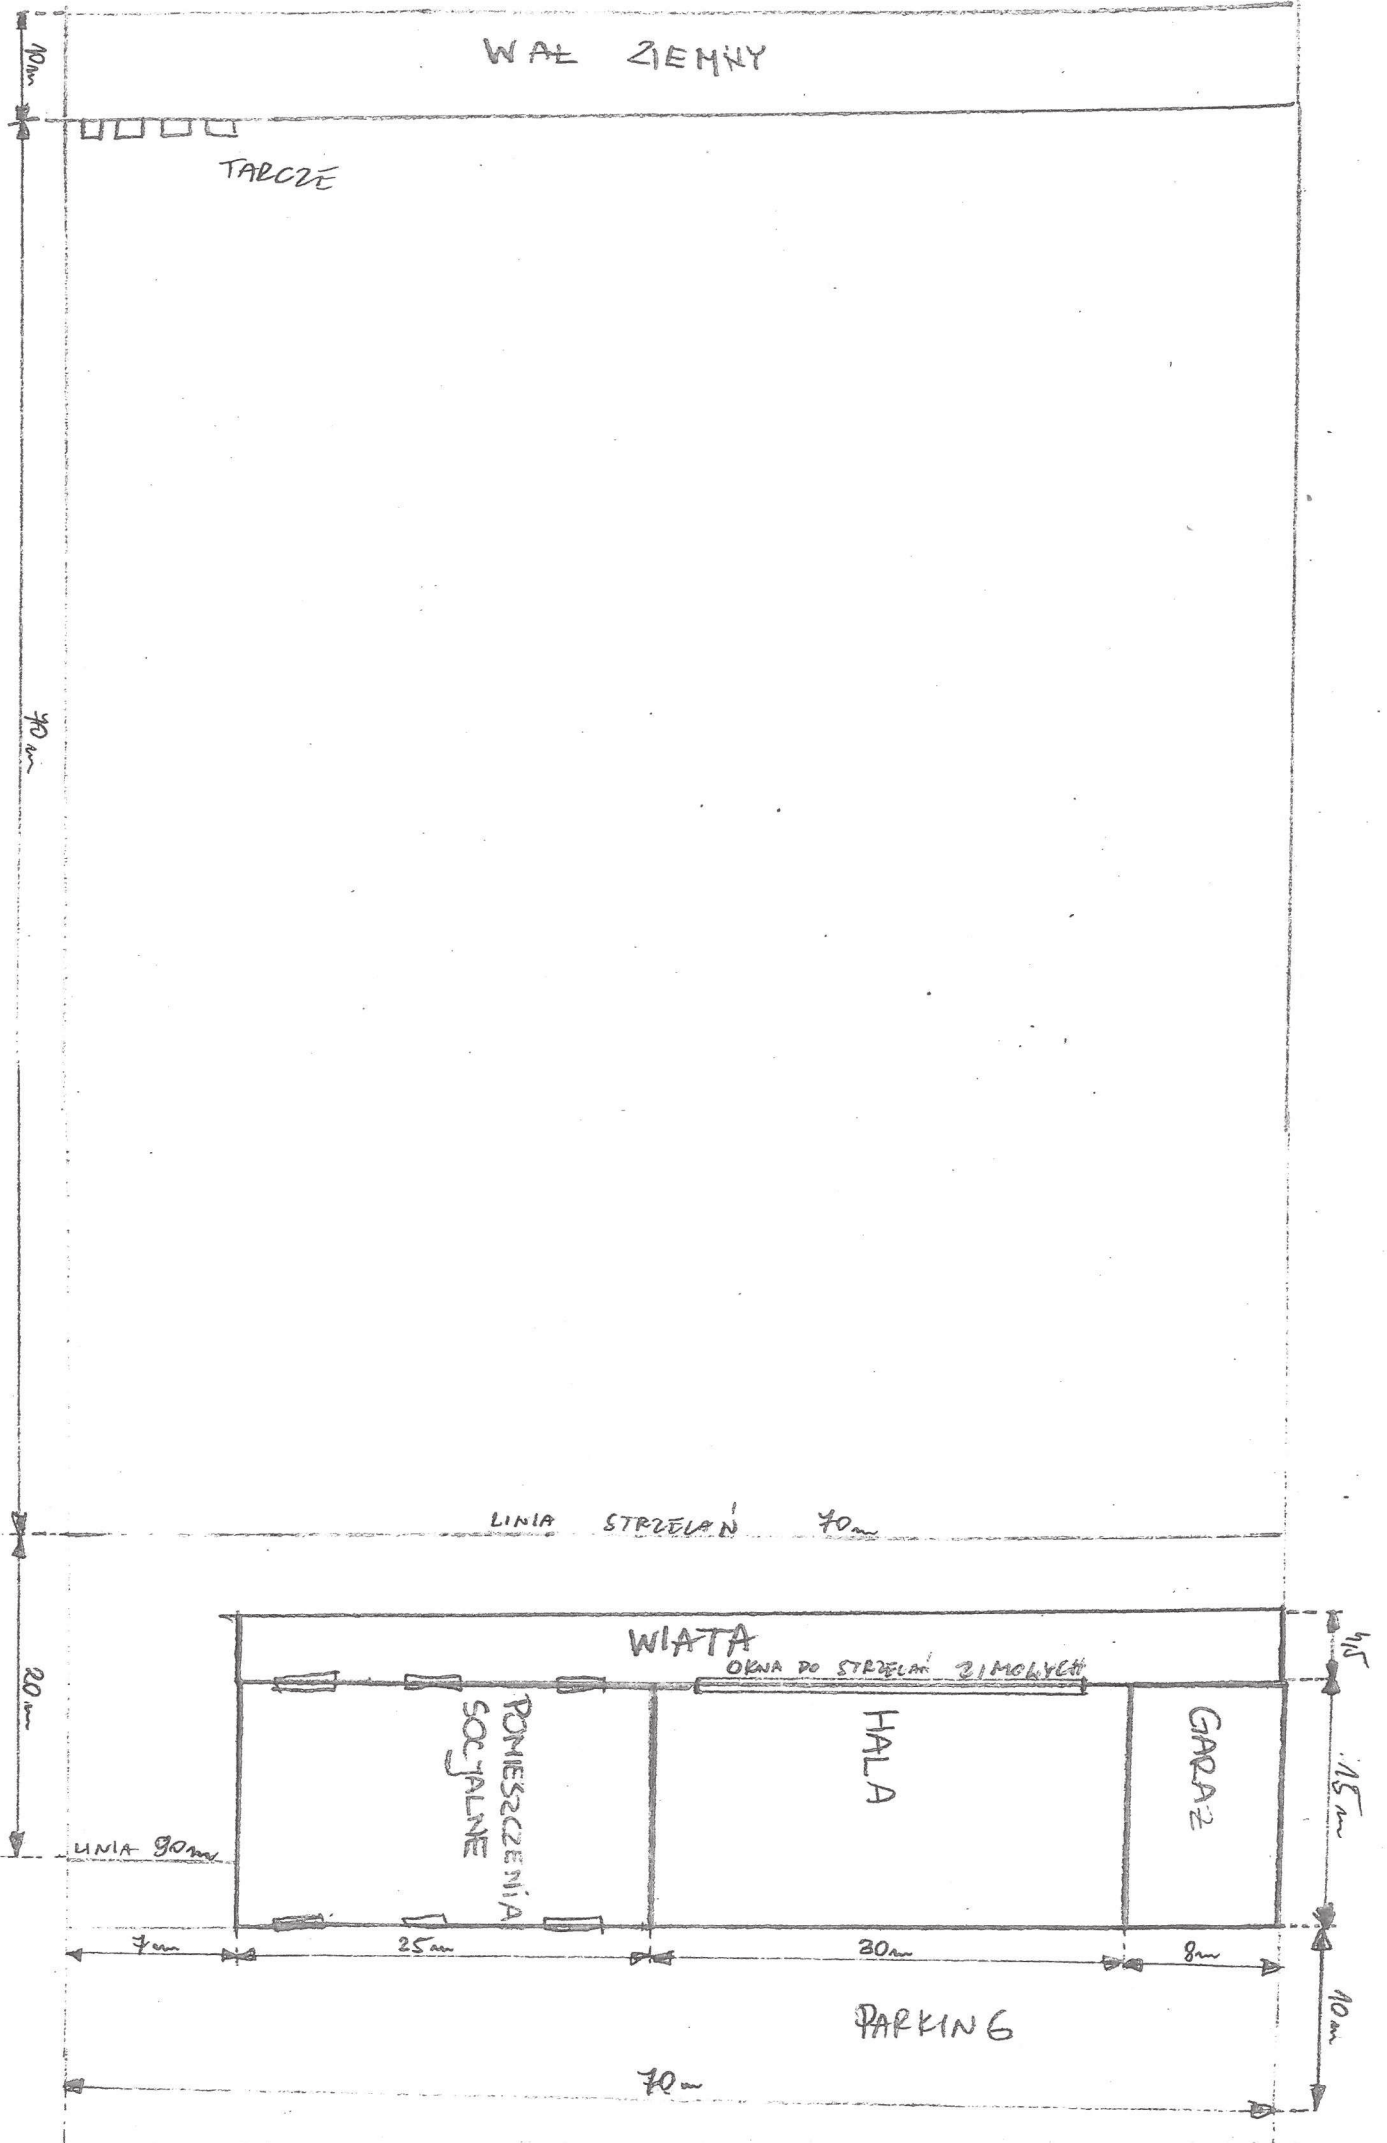 10m
WAŁ ZIEMNY
TARCZE
70m
LINIA STRZELAŃ 70m
WIATA
4,5
OKNA DO STRZELAŃ ZIMOWYCH
20m
POMIESZCZENIA
SOCJALNE
HALA
GARAŻ
15m
LINIA 90m
7m
25m
30m
8m
10m
PARKING
70m